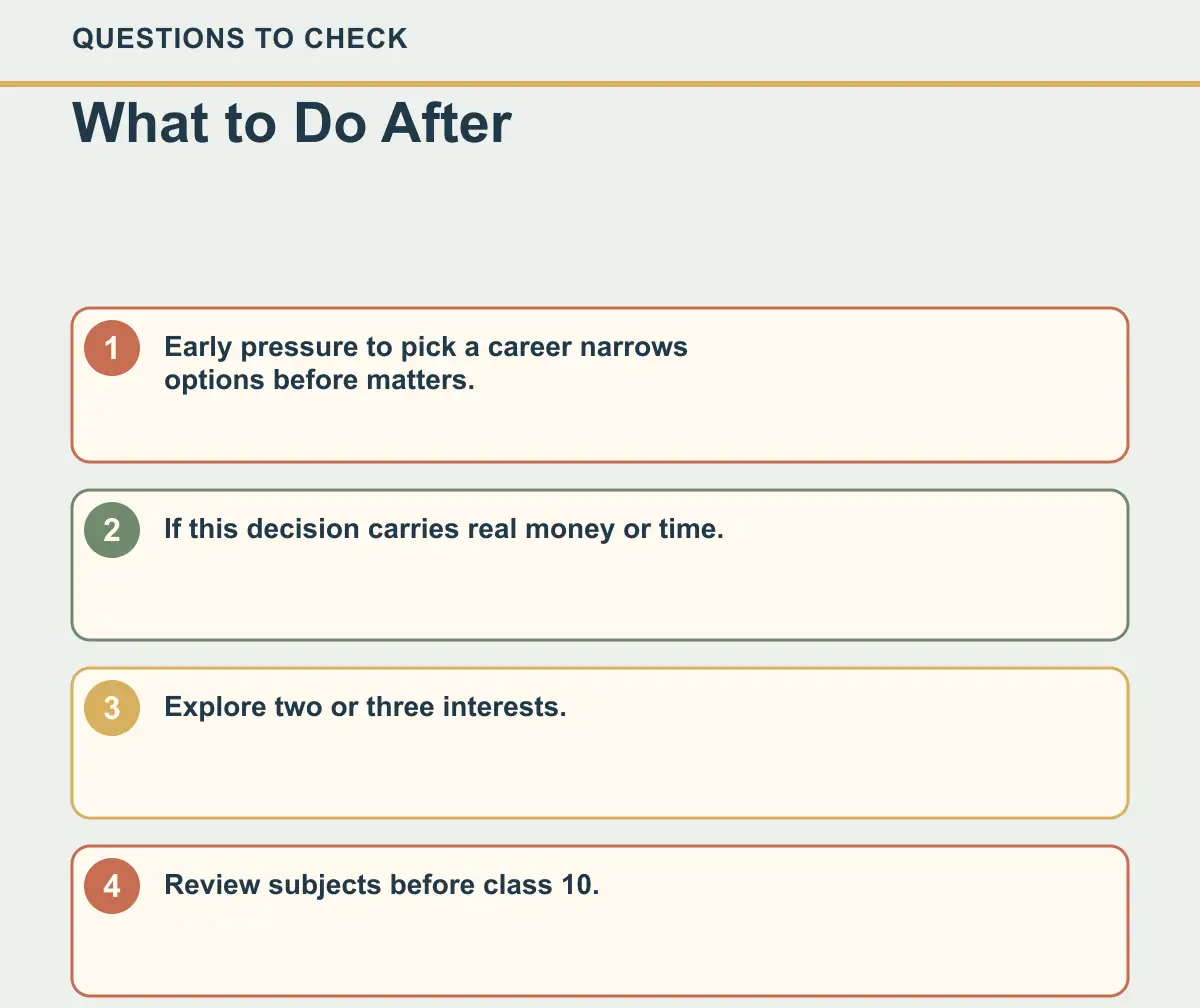 QUESTIONS TO CHECK
What to Do After
1
Early pressure to pick a career narrows
options before matters.
2
If this decision carries real money or time.
3
Explore two or three interests.
4
Review subjects before class 10.